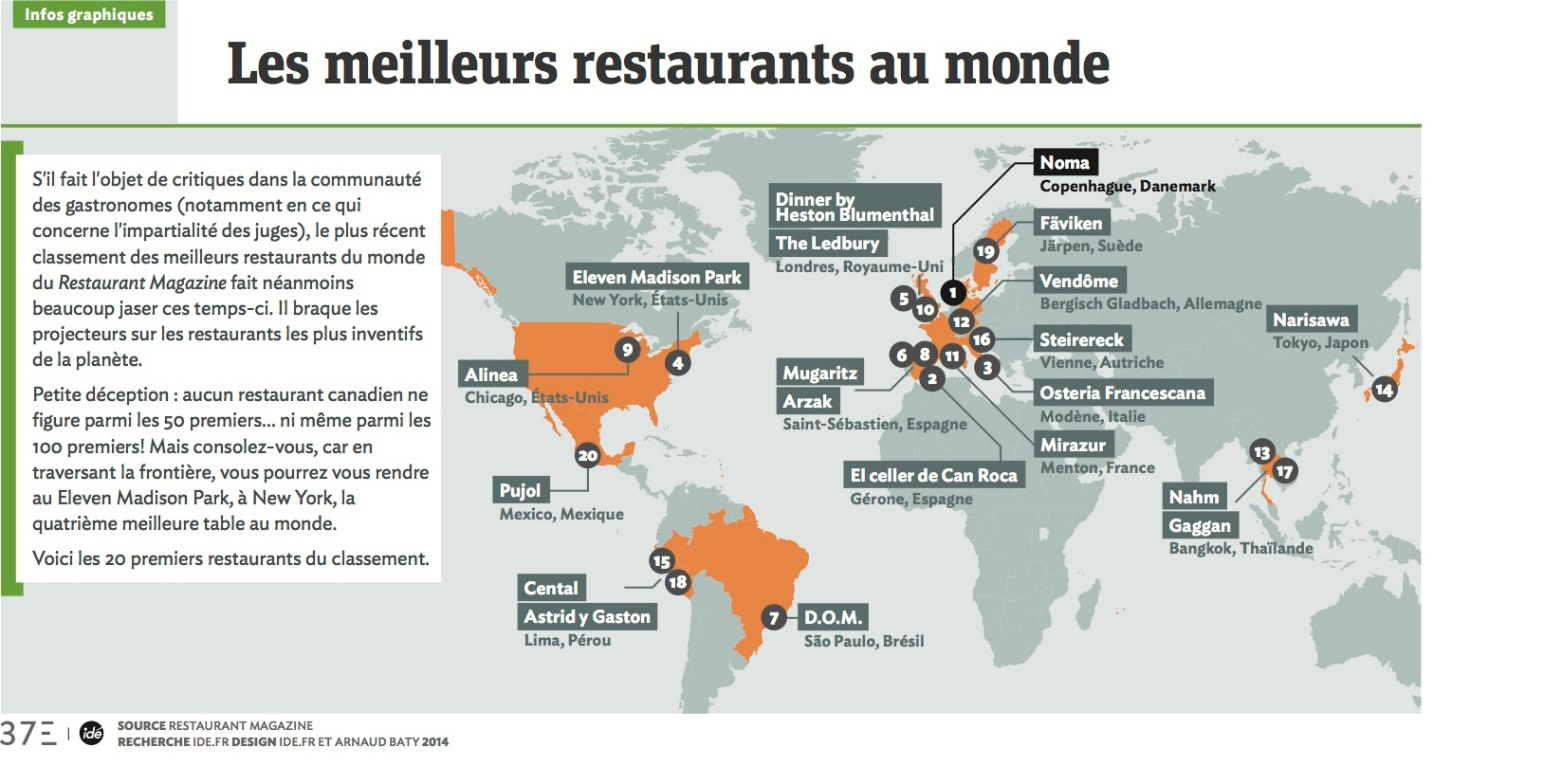 Infos graphiques
Les meilleurs restaurants au monde
S'il fait l'objet de critiques dans la communauté
des gastronomes (notamment en ce qui
concerne l'impartialité des juges), le plus récent
classement des meilleurs restaurants du monde
du Restaurant Magazine fait néanmoins
beaucoup jaser ces temps-ci. Il braque les
projecteurs sur les restaurants les plus inventifs
de la planète.
Petite déception : aucun restaurant canadien ne
figure parmi les 50 premiers... ni même parmi les
100 premiers! Mais consolez-vous, car en
traversant la frontière, vous pourrez vous rendre
au Eleven Madison Park, à New York, la
quatrième meilleure table au monde.
Voici les 20 premiers restaurants du classement.
Eleven Madison Park
New York, États-Unis
4
9
Alinea
Chicago, États-Unis
20
Pujol
Mexico, Mexique
15
18
Cental
Astrid y Gaston
Lima, Pérou
7
D.O.M.
São Paulo, Brésil
Dinner by
Heston Blumenthal
The Ledbury
Londres, Royaume-Uni
5
10
Noma
Copenhague, Danemark
1
Fäviken
Järpen, Suède
19
Vendôme
Bergisch Gladbach, Allemagne
12
Steirereck
Vienne, Autriche
16
Osteria Francescana
Modène, Italie
3
Mirazur
Menton, France
11
Mugaritz
Arzak
Saint-Sébastien, Espagne
6
8
El celler de Can Roca
Gérone, Espagne
2
Narisawa
Tokyo, Japon
14
13
17
Nahm
Gaggan
Bangkok, Thaïlande
37E
idé
SOURCE RESTAURANT MAGAZINE
RECHERCHE IDE.FR DESIGN IDE.FR ET ARNAUD BATY 2014